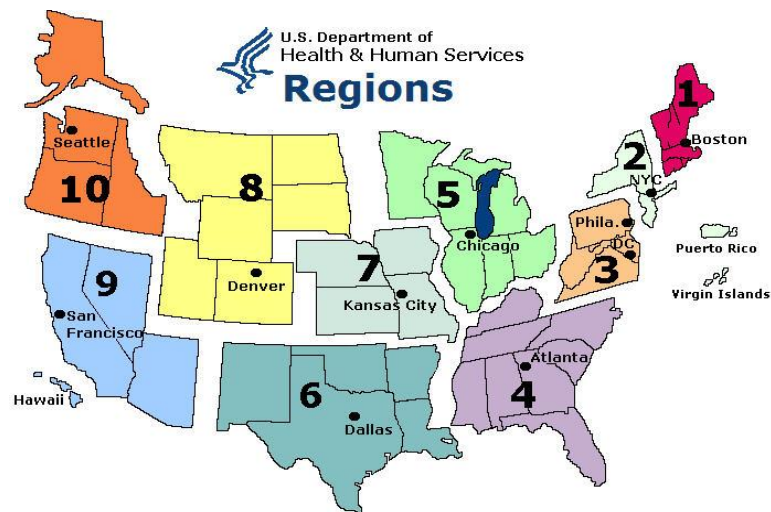 U.S. Department of
Health & Human Services
Regions
1
Boston
Seattle
2
NYC
10
8
5
Phila.
DC
Puerto Rico
Chicago
3
7
9
Denver
Kansas City
Virgin Islands
San
Francisco
Atlanta
Hawaii
6
4
Dallas